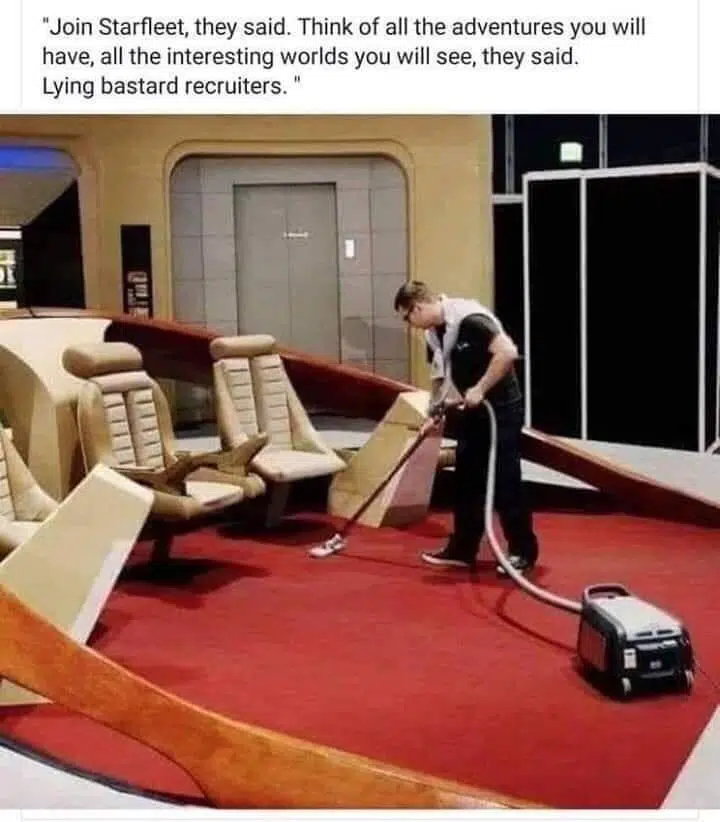 "Join Starfleet, they said. Think of all the adventures you will
have, all the interesting worlds you will see, they said.
Lying bastard recruiters. "